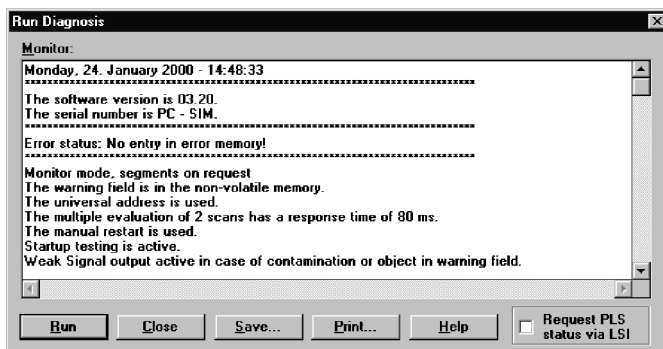 Run Diagnosis
Monitor:
Monday, 24. January 2000 - 14:48:33
The software version is 03.20.
The serial number is PC - SIM.
Error status: No entry in error memory!
Monitor mode, segments on request
The warning field is in the non-volatile memory.
The universal address is used.
The multiple evaluation of 2 scans has a response time of 80 ms.
The manual restart is used.
Startup testing is active.
Weak Signal output active in case of contamination or object in warning field.
Run Close Save... Print... Help
Request PLS
status via LSI